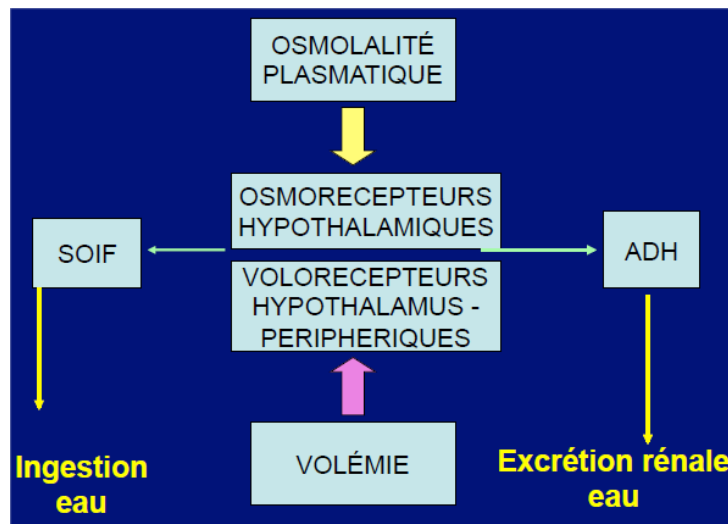 OSMOLALITÉ
PLASMATIQUE
OSMORECEPTEURS
HYPOTHALAMIQUES
SOIF
ADH
VOLORECEPTEURS
HYPOTHALAMUS -
PERIPHERIQUES
VOLÉMIE
Ingestion
eau
Excrétion rénale
eau